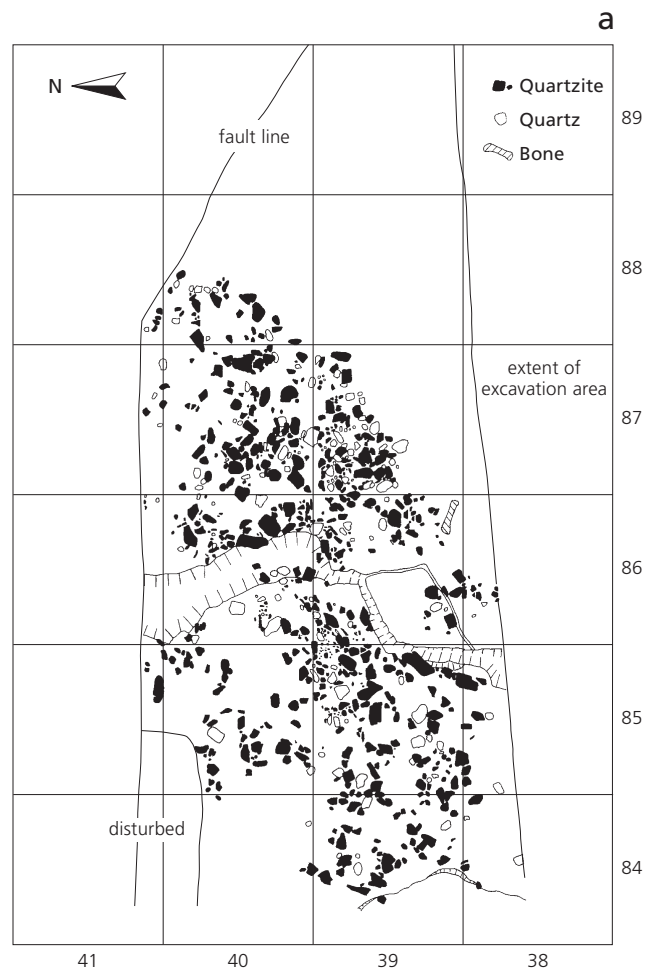 a
N
Quartzite
Quartz
Bone
fault line
89
88
extent of
excavation area
87
86
85
disturbed
84
41 40 39 38